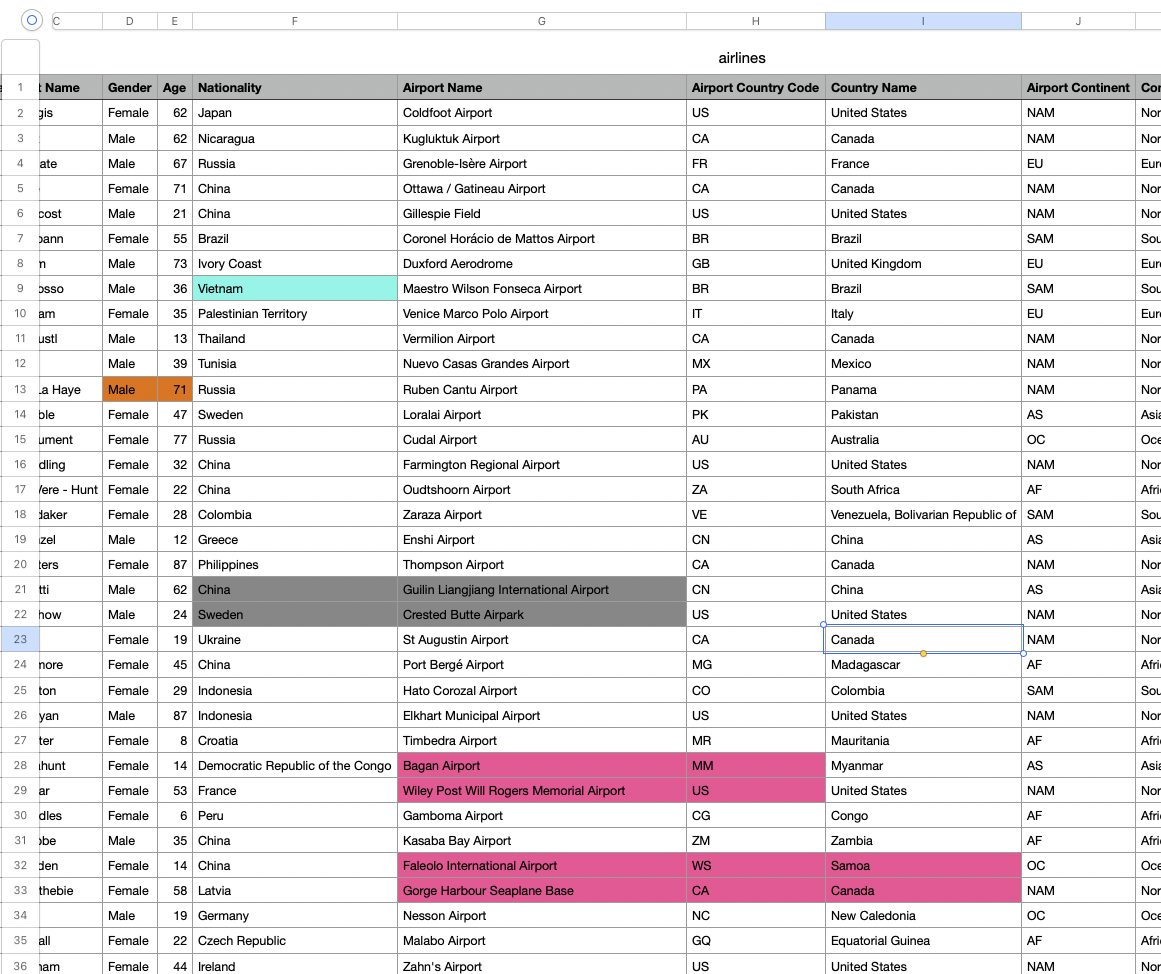 C D E F G H I J
airlines
1 Name Gender Age Nationality Airport Name Airport Country Code Country Name Airport Continent
2 gis Female 62 Japan Coldfoot Airport US United States NAM Nor
3 Male 62 Nicaragua Kugluktuk Airport CA Canada NAM Nor
4 ate Male 67 Russia Grenoble-Isère Airport FR France EU Eur
5 Female 71 China Ottawa / Gatineau Airport CA Canada NAM Nor
6 cost Male 21 China Gillespie Field US United States NAM Nor
7 pann Female 55 Brazil Coronel Horácio de Mattos Airport BR Brazil SAM Sou
8 Male 73 Ivory Coast Duxford Aerodrome GB United Kingdom EU Eur
9 osso Male 36 Vietnam Maestro Wilson Fonseca Airport BR Brazil SAM Sou
10 am Female 35 Palestinian Territory Venice Marco Polo Airport IT Italy EU Eur
11 ustl Male 13 Thailand Vermilion Airport CA Canada NAM Nor
12 Male 39 Tunisia Nuevo Casas Grandes Airport MX Mexico NAM Nor
13 La Haye Male 71 Russia Ruben Cantu Airport PA Panama NAM Nor
14 ble Female 47 Sweden Loralai Airport PK Pakistan AS Asia
15 ument Female 77 Russia Cudal Airport AU Australia OC Oce
16 dling Female 32 China Farmington Regional Airport US United States NAM Nor
17 Vere - Hunt Female 22 China Oudtshoorn Airport ZA South Africa AF Afri
18 daker Female 28 Colombia Zaraza Airport VE Venezuela, Bolivarian Republic of SAM Sou
19 zel Male 12 Greece Enshi Airport CN China AS Asia
20 ters Female 87 Philippines Thompson Airport CA Canada NAM Nor
21 tti Male 62 China Guilin Liangjiang International Airport CN China AS Asia
22 how Male 24 Sweden Crested Butte Airpark US United States NAM Nor
23 Female 19 Ukraine St Augustin Airport CA Canada NAM Nor
24 more Female 45 China Port Bergé Airport MG Madagascar AF Afri
25 ton Female 29 Indonesia Hato Corozal Airport CO Colombia SAM Sou
26 yan Male 87 Indonesia Elkhart Municipal Airport US United States NAM Nor
27 ter Female 8 Croatia Timbedra Airport MR Mauritania AF Afri
28 hunt Female 14 Democratic Republic of the Congo Bagan Airport MM Myanmar AS Asia
29 ar Female 53 France Wiley Post Will Rogers Memorial Airport US United States NAM Nor
30 dles Female 6 Peru Gamboma Airport CG Congo AF Afri
31 obe Male 35 China Kasaba Bay Airport ZM Zambia AF Afri
32 den Female 14 China Faleolo International Airport WS Samoa OC Oce
33 thebie Female 58 Latvia Gorge Harbour Seaplane Base CA Canada NAM Nor
34 Male 19 Germany Nesson Airport NC New Caledonia OC Oce
35 all Female 22 Czech Republic Malabo Airport GQ Equatorial Guinea AF Afri
36 nam Female 44 Ireland Zahn's Airport US United States NAM Nor